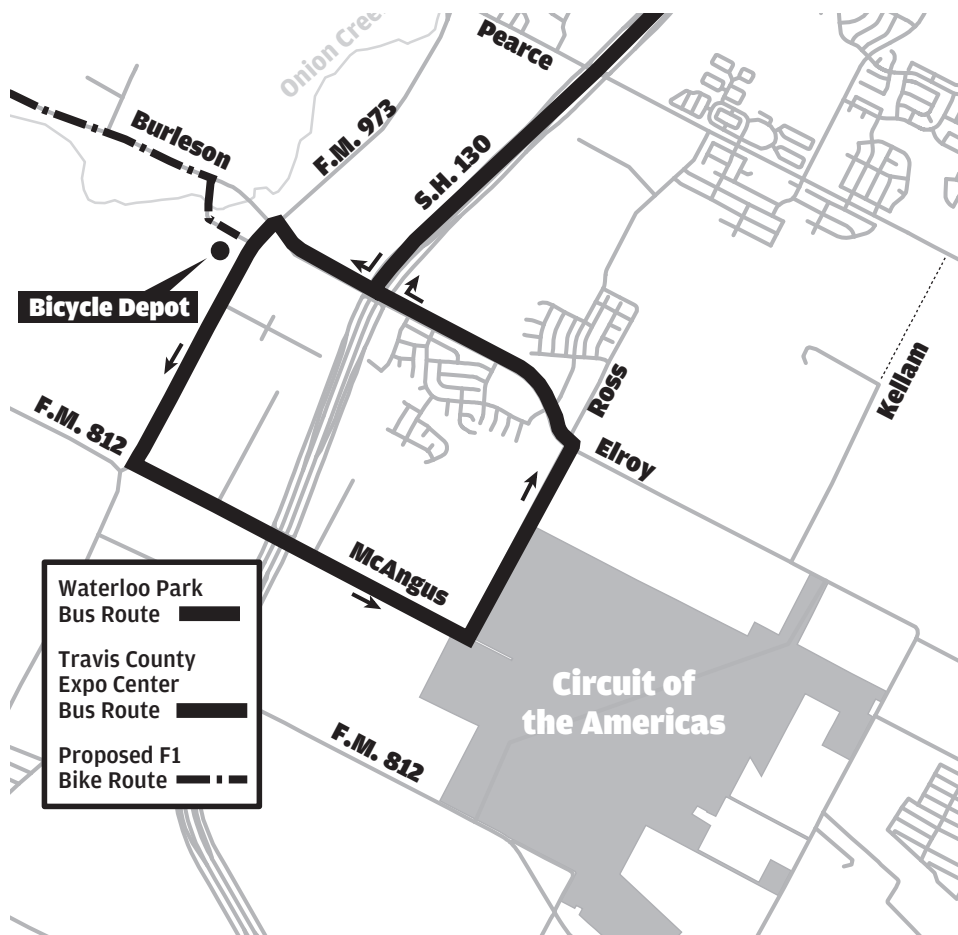 Pearce
Onion Cree
Burleson
F.M. 973
S.H. 130
Bicycle Depot
Kellam
Ross
F.M. 812
Elroy
McAngus
Waterloo Park
Bus Route
Travis County
Expo Center
Bus Route
Proposed F1
Bike Route
Circuit of
the Americas
F.M. 812